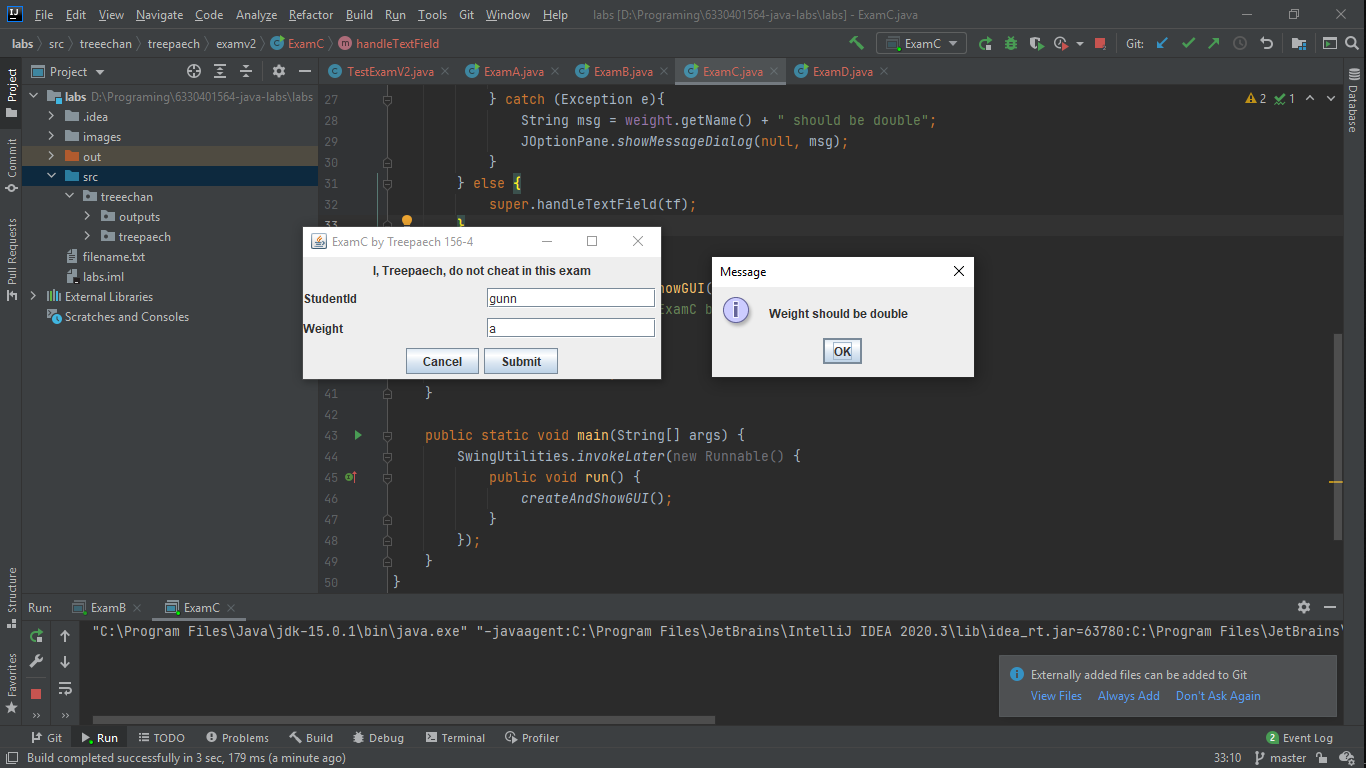 File Edit View Navigate Code Analyze Refactor Build Run Tools Git Window Help labs [D:\Programing\6330401564-java-labs\labs] - ExamC.java
labs src treeechan treepaech examv2 ExamC handleTextField ExamC Git:
Project TestExamV2.java ExamA.java ExamB.java ExamC.java ExamD.java
Project
Commit
Pull Requests
Structure
Favorites
Database
labs D:\Programing\6330401564-java-labs\labs
.idea
images
out
src
treeechan
outputs
treepaech
filename.txt
labs.iml
External Libraries
Scratches and Consoles
2 1
27 } catch (Exception e){
28 String msg = weight.getName() + " should be double";
29 JOptionPane.showMessageDialog(null, msg);
30 }
31 } else {
32 super.handleTextField(tf);
33 }
owGUI(
ExamC b
41 }
42
43 public static void main(String[] args) {
44 SwingUtilities.invokeLater(new Runnable() {
45 public void run() {
46 createAndShowGUI();
47 }
48 });
49 }
50 }
ExamC by Treepaech 156-4
I, Treepaech, do not cheat in this exam
StudentId gunn
Weight a
Cancel Submit
Message
Weight should be double
OK
Run: ExamB ExamC
"C:\Program Files\Java\jdk-15.0.1\bin\java.exe" "-javaagent:C:\Program Files\JetBrains\IntelliJ IDEA 2020.3\lib\idea_rt.jar=63780:C:\Program Files\JetBrains\
Externally added files can be added to Git
View Files Always Add Don't Ask Again
Git Run TODO Problems Build Debug Terminal Profiler 2 Event Log
Build completed successfully in 3 sec, 179 ms (a minute ago) 33:10 master